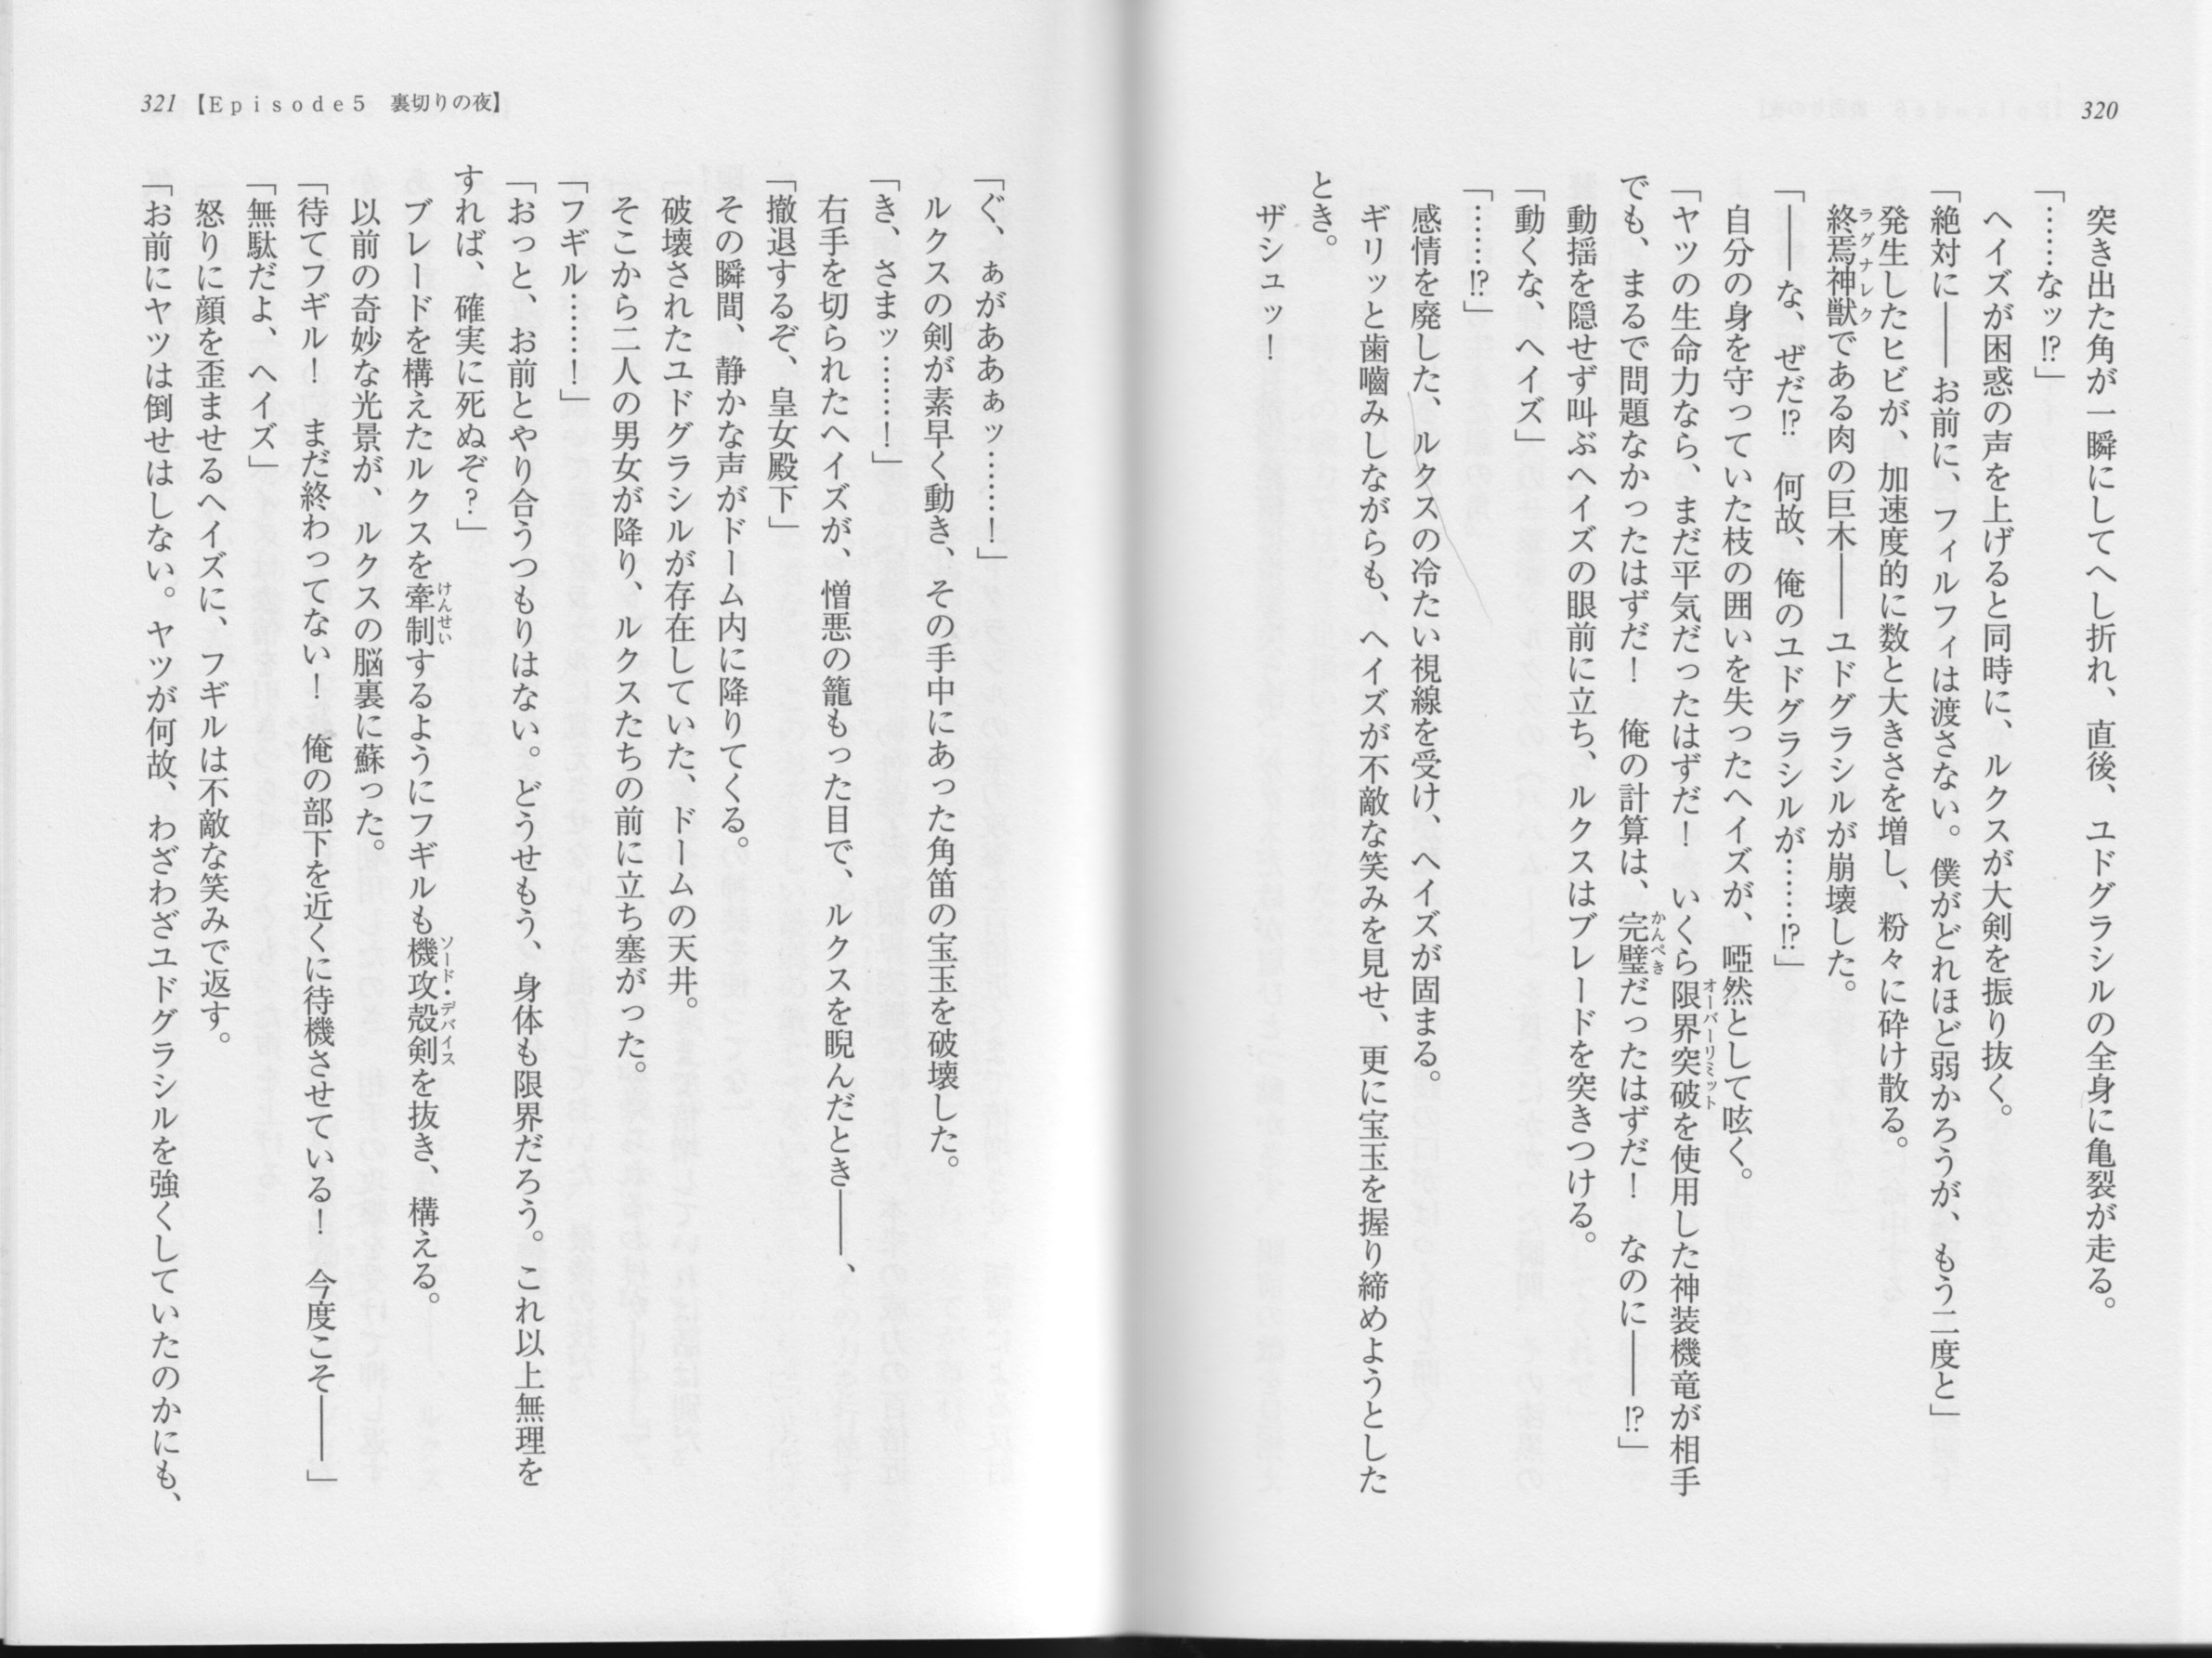 320
突き出た角が一瞬にしてへし折れ、直後、ユドグラシルの全身に亀裂が走る。
「……なッ⁉」
ヘイズが困惑の声を上げると同時に、ルクスが大剣を振り抜く。
「絶対に――お前に、フィルフィは渡さない。僕がどれほど弱かろうが、もう二度と」
発生したヒビが、加速度的に数と大きさを増し、粉々に砕け散る。
終焉神獣ラグナレクである肉の巨木――ユドグラシルが崩壊した。
「――な、ぜだ⁉　何故、俺のユドグラシルが……⁉」
自分の身を守っていた枝の囲いを失ったヘイズが、啞然として呟く。
「ヤツの生命力なら、まだ平気だったはずだ！　いくら限界突破オーバーリミットを使用した神装機竜が相手
でも、まるで問題なかったはずだ！　俺の計算は、完璧かんぺきだったはずだ！　なのに――⁉」
動揺を隠せず叫ぶヘイズの眼前に立ち、ルクスはブレードを突きつける。
「動くな、ヘイズ」
「……⁉」
感情を廃した、ルクスの冷たい視線を受け、ヘイズが固まる。
ギリッと歯嚙みしながらも、ヘイズが不敵な笑みを見せ、更に宝玉を握り締めようとした
とき。
ザシュッ！
321【Episode5　裏切りの夜】
「ぐ、ぁがああぁッ……！」
ルクスの剣が素早く動き、その手中にあった角笛の宝玉を破壊した。
「き、さまッ……！」
右手を切られたヘイズが、憎悪の籠もった目で、ルクスを睨んだとき――、
「撤退するぞ、皇女殿下」
その瞬間、静かな声がドーム内に降りてくる。
破壊されたユドグラシルが存在していた、ドームの天井。
そこから二人の男女が降り、ルクスたちの前に立ち塞がった。
「フギル……！」
「おっと、お前とやり合うつもりはない。どうせもう、身体も限界だろう。これ以上無理を
すれば、確実に死ぬぞ？」
ブレードを構えたルクスを牽制けんせいするようにフギルも機攻殻剣ソード・デバイスを抜き、構える。
以前の奇妙な光景が、ルクスの脳裏に蘇った。
「待てフギル！　まだ終わってない！　俺の部下を近くに待機させている！　今度こそ――」
「無駄だよ、ヘイズ」
怒りに顔を歪ませるヘイズに、フギルは不敵な笑みで返す。
「お前にヤツは倒せはしない。ヤツが何故、わざわざユドグラシルを強くしていたのかにも、